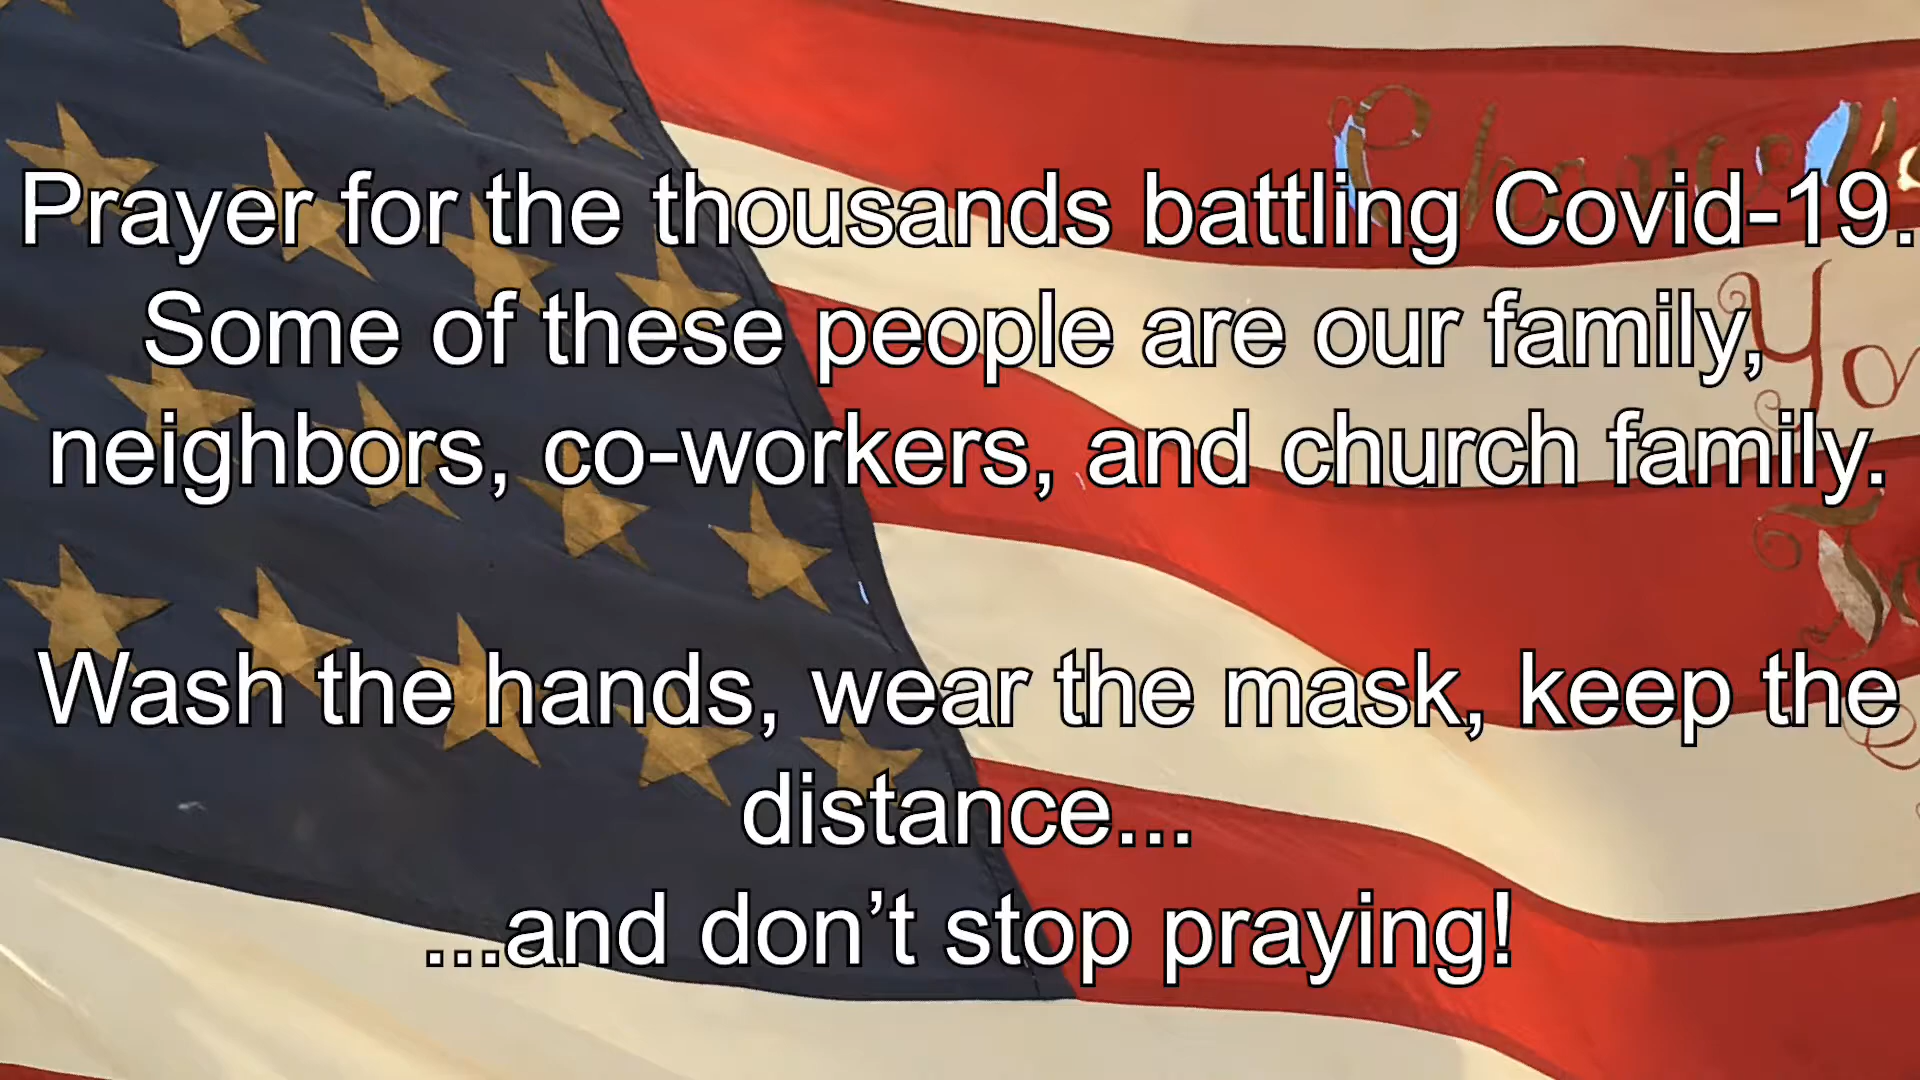 Prayer for the thousands battling Covid-19.
Some of these people are our family,
neighbors, co-workers, and church family.
Wash the hands, wear the mask, keep the
distance...
...and don’t stop praying!